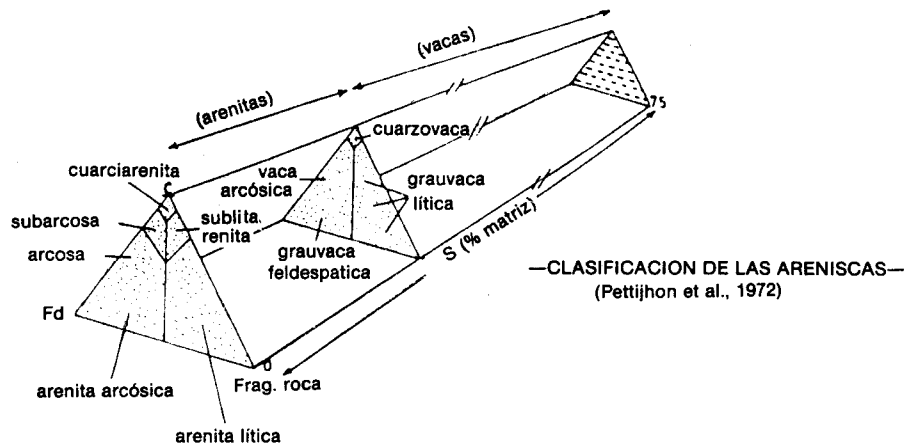 (vacas)
(arenitas)
75
cuarzovaca
cuarciarenita
C
vaca
arcósica
grauvaca
lítica
subarcosa
sublita.
renita
arcosa
grauvaca
feldespatica
S (% matriz)
—CLASIFICACION DE LAS ARENISCAS—
(Pettijhon et al., 1972)
Fd
0
Frag. roca
arenita arcósica
arenita lítica